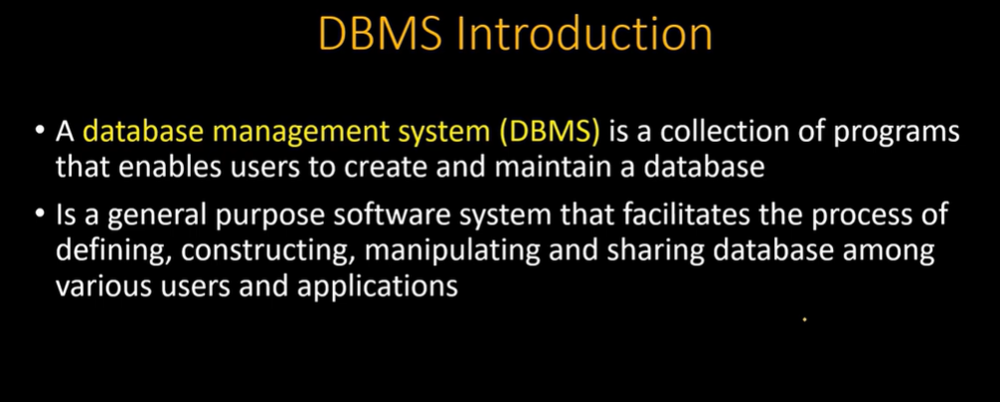 DBMS Introduction
• A database management system (DBMS) is a collection of programs
that enables users to create and maintain a database
• Is a general purpose software system that facilitates the process of
defining, constructing, manipulating and sharing database among
various users and applications